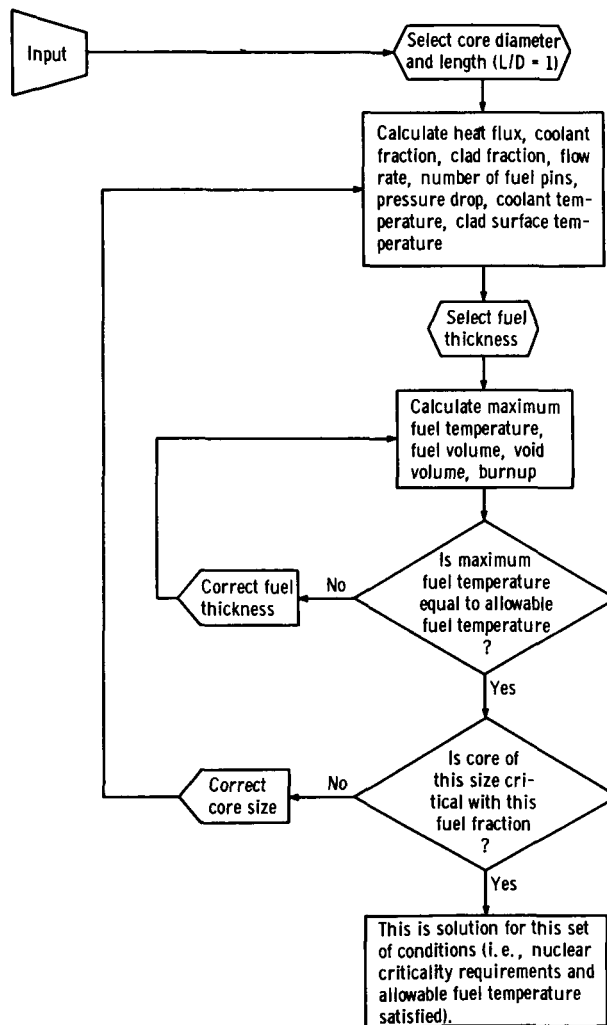 Input
Select core diameter
and length (L/D = 1)
Calculate heat flux, coolant
fraction, clad fraction, flow
rate, number of fuel pins,
pressure drop, coolant tem-
perature, clad surface tem-
perature
Select fuel
thickness
Calculate maximum
fuel temperature,
fuel volume, void
volume, burnup
Is maximum
fuel temperature
equal to allowable
fuel temperature
?
No
Correct fuel
thickness
Yes
Is core of
this size cri-
tical with this
fuel fraction
?
No
Correct
core size
Yes
This is solution for this set
of conditions (i. e., nuclear
criticality requirements and
allowable fuel temperature
satisfied).